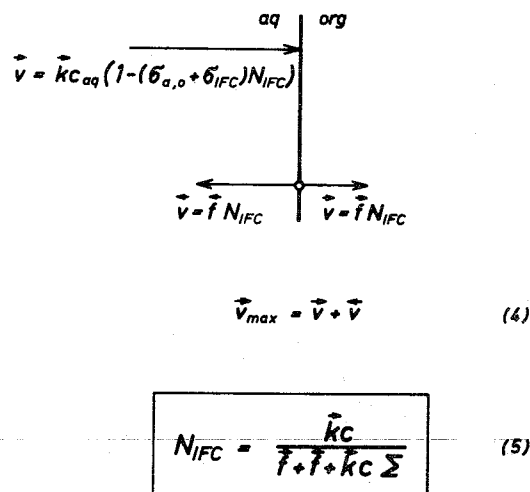 aq org
v⃗ = k⃗c_aq(1-(σ_a,o + σ_IFC)N_IFC)
v⃖ = f⃖ N_IFC v⃗ = f⃗ N_IFC
v⃗_max = v⃗ + v⃖ (4)
N_IFC = k⃗c / (f⃗ + f⃖ + k⃗c Σ) (5)